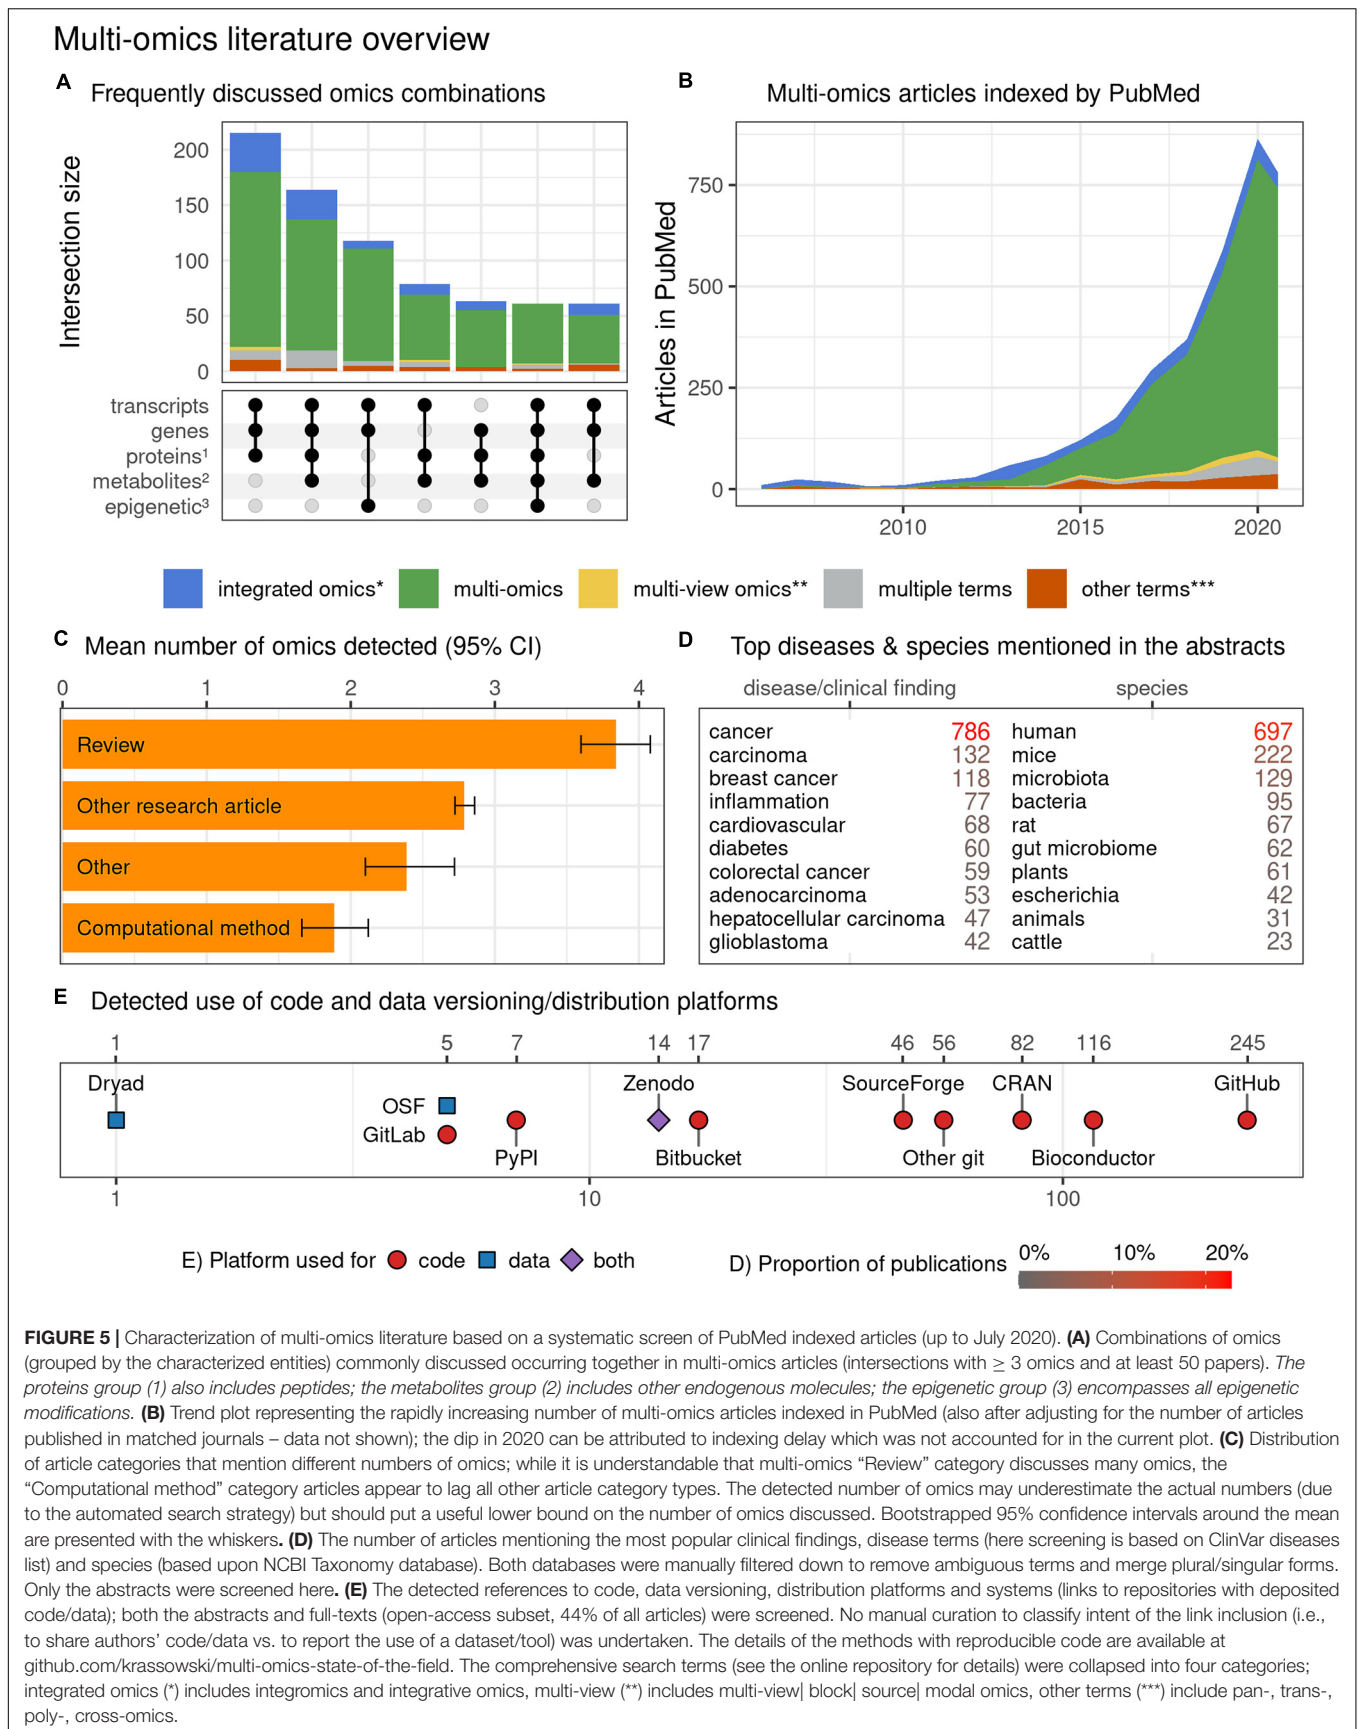 Multi-omics literature overview
A Frequently discussed omics combinations
Intersection size
200
150
100
50
0
transcripts
genes
proteins¹
metabolites²
epigenetic³
B Multi-omics articles indexed by PubMed
Articles in PubMed
750
500
250
0
2010 2015 2020
integrated omics* multi-omics multi-view omics** multiple terms other terms***
C Mean number of omics detected (95% CI)
0 1 2 3 4
Review
Other research article
Other
Computational method
D Top diseases & species mentioned in the abstracts
disease/clinical finding species
cancer 786 human 697
carcinoma 132 mice 222
breast cancer 118 microbiota 129
inflammation 77 bacteria 95
cardiovascular 68 rat 67
diabetes 60 gut microbiome 62
colorectal cancer 59 plants 61
adenocarcinoma 53 escherichia 42
hepatocellular carcinoma 47 animals 31
glioblastoma 42 cattle 23
E Detected use of code and data versioning/distribution platforms
1 5 7 14 17 46 56 82 116 245
Dryad Zenodo SourceForge CRAN GitHub
OSF
GitLab
PyPI Bitbucket Other git Bioconductor
1 10 100
E) Platform used for code data both
D) Proportion of publications 0% 10% 20%
FIGURE 5 | Characterization of multi-omics literature based on a systematic screen of PubMed indexed articles (up to July 2020). (A) Combinations of omics
(grouped by the characterized entities) commonly discussed occurring together in multi-omics articles (intersections with ≥ 3 omics and at least 50 papers). The
proteins group (1) also includes peptides; the metabolites group (2) includes other endogenous molecules; the epigenetic group (3) encompasses all epigenetic
modifications. (B) Trend plot representing the rapidly increasing number of multi-omics articles indexed in PubMed (also after adjusting for the number of articles
published in matched journals – data not shown); the dip in 2020 can be attributed to indexing delay which was not accounted for in the current plot. (C) Distribution
of article categories that mention different numbers of omics; while it is understandable that multi-omics “Review” category discusses many omics, the
“Computational method” category articles appear to lag all other article category types. The detected number of omics may underestimate the actual numbers (due
to the automated search strategy) but should put a useful lower bound on the number of omics discussed. Bootstrapped 95% confidence intervals around the mean
are presented with the whiskers. (D) The number of articles mentioning the most popular clinical findings, disease terms (here screening is based on ClinVar diseases
list) and species (based upon NCBI Taxonomy database). Both databases were manually filtered down to remove ambiguous terms and merge plural/singular forms.
Only the abstracts were screened here. (E) The detected references to code, data versioning, distribution platforms and systems (links to repositories with deposited
code/data); both the abstracts and full-texts (open-access subset, 44% of all articles) were screened. No manual curation to classify intent of the link inclusion (i.e.,
to share authors’ code/data vs. to report the use of a dataset/tool) was undertaken. The details of the methods with reproducible code are available at
github.com/krassowski/multi-omics-state-of-the-field. The comprehensive search terms (see the online repository for details) were collapsed into four categories;
integrated omics (*) includes integromics and integrative omics, multi-view (**) includes multi-view| block| source| modal omics, other terms (***) include pan-, trans-,
poly-, cross-omics.